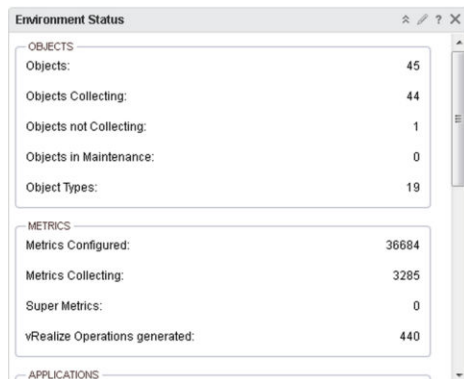 Environment Status ?
OBJECTS
Objects: 45
Objects Collecting: 44
Objects not Collecting: 1
Objects in Maintenance: 0
Object Types: 19
METRICS
Metrics Configured: 36684
Metrics Collecting: 3285
Super Metrics: 0
vRealize Operations generated: 440
APPLICATIONS